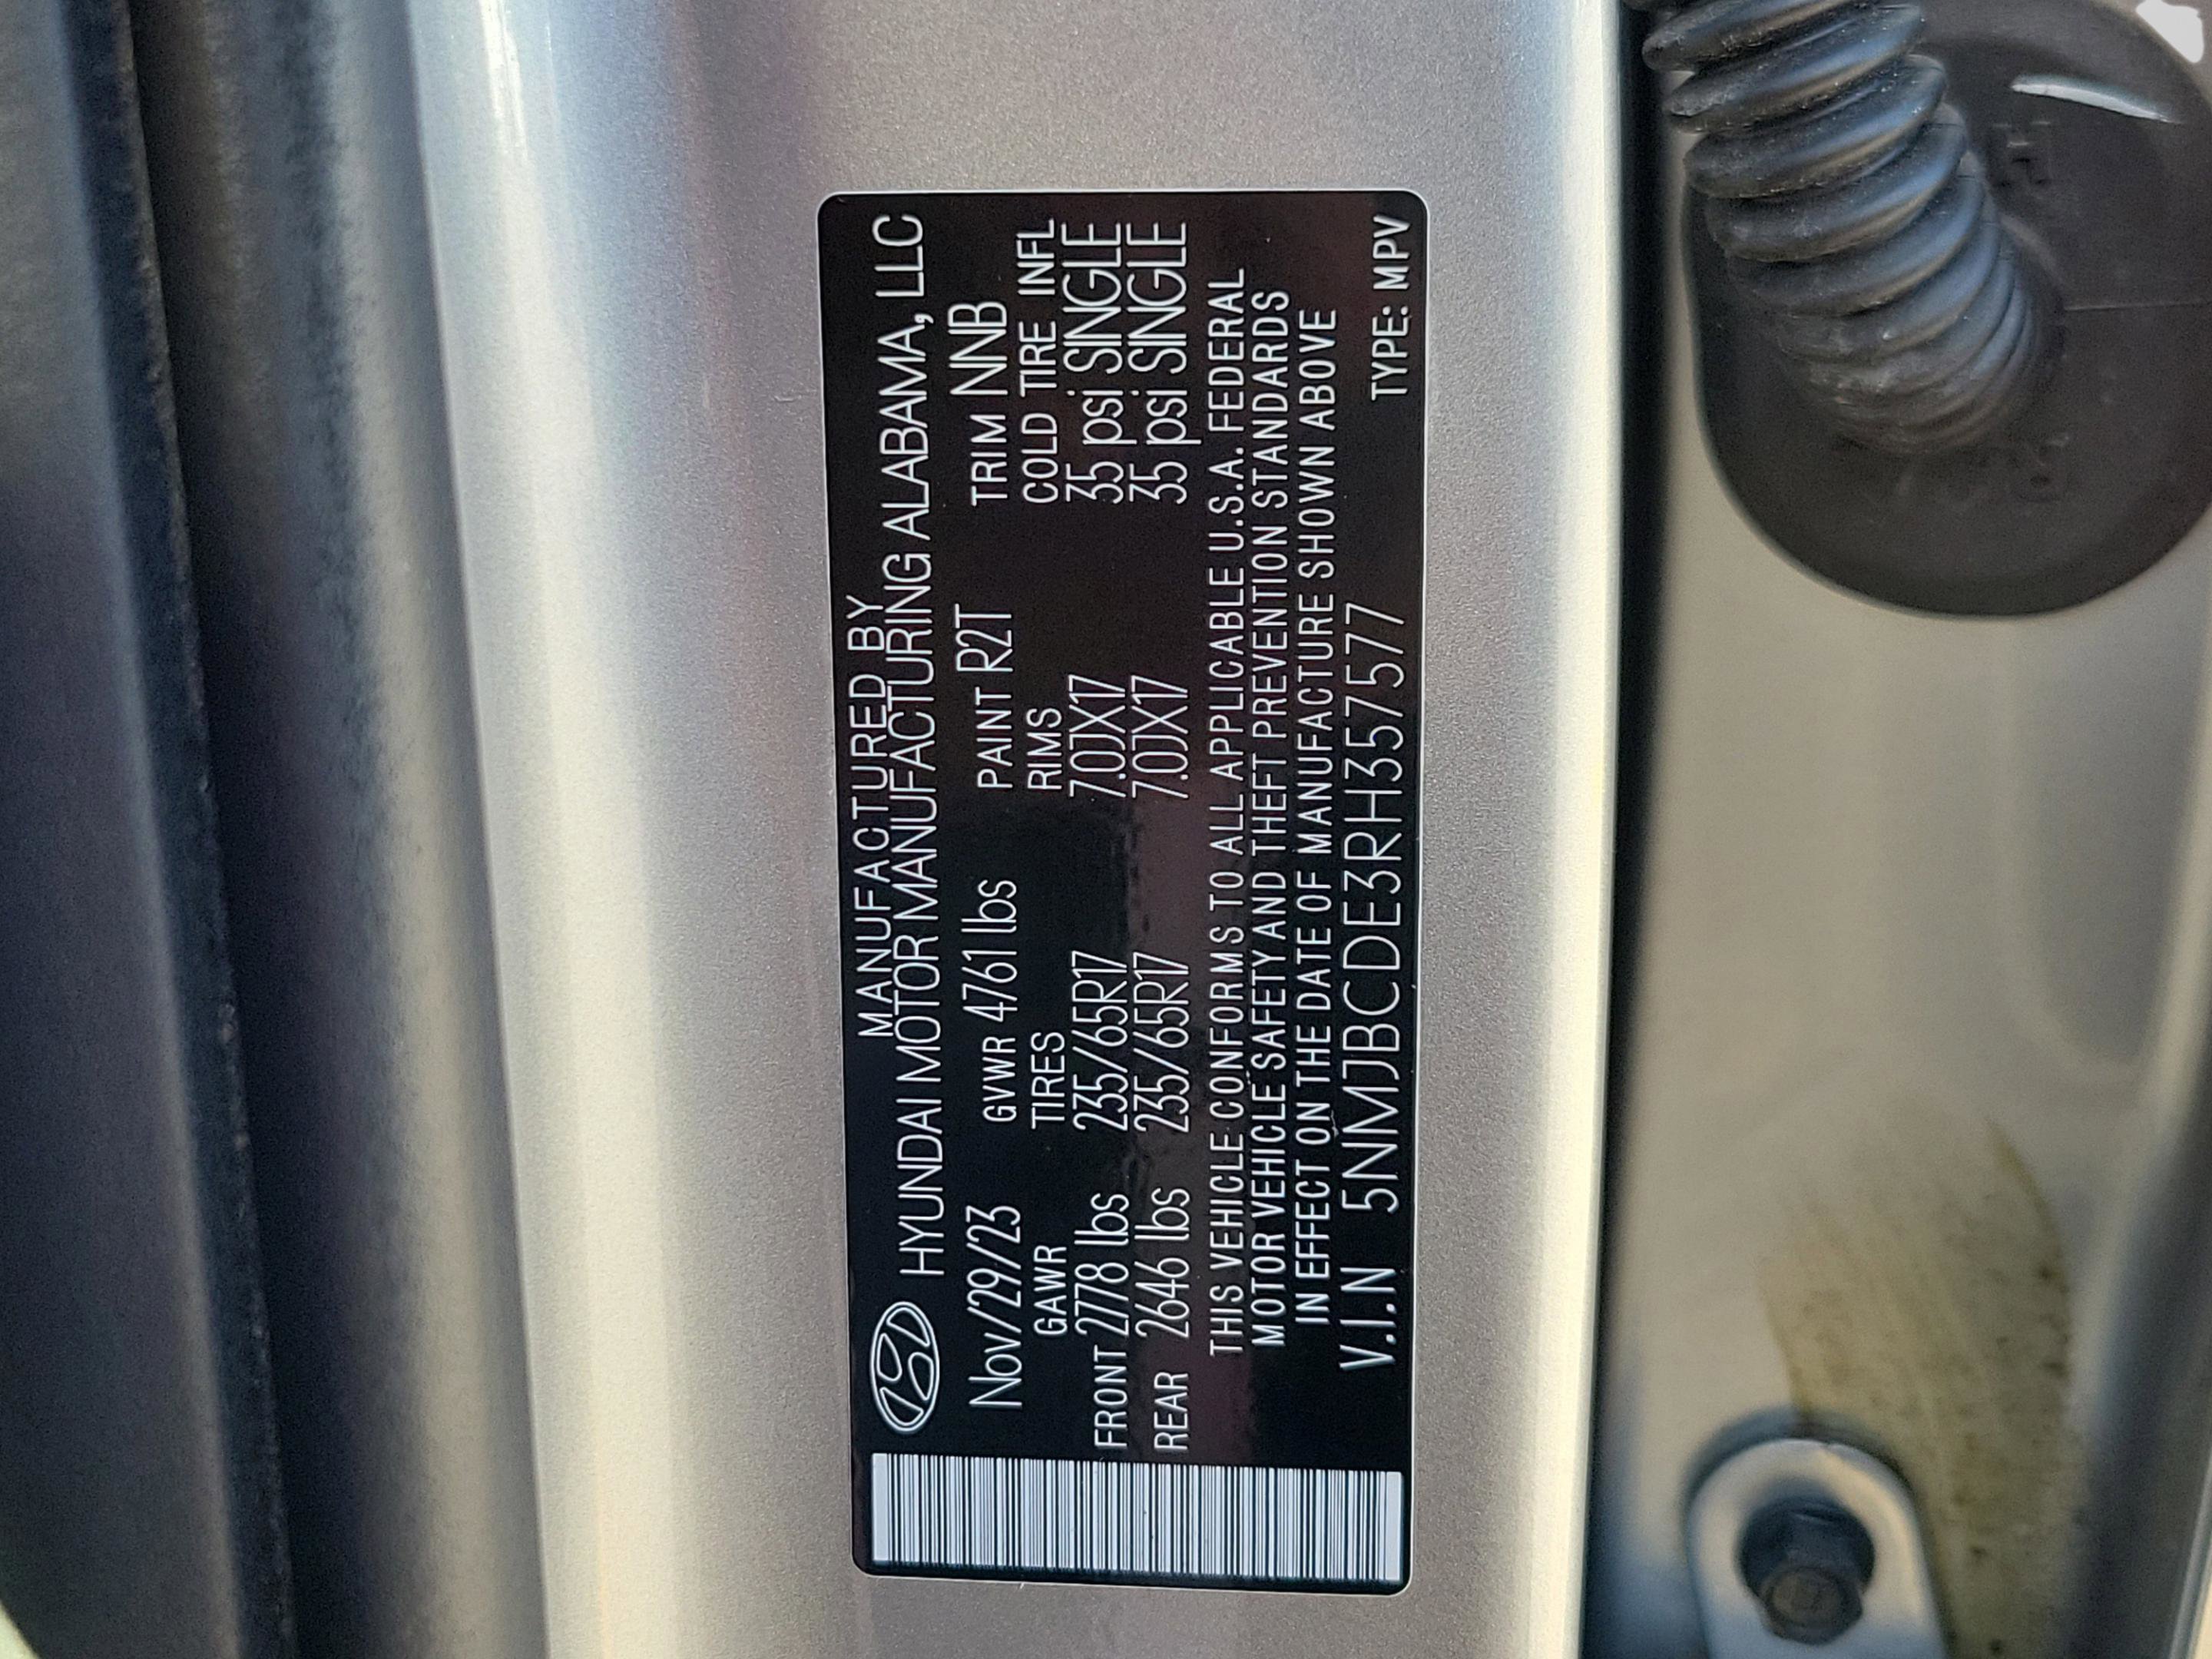 MANUFACTURED BY
HYUNDAI MOTOR MANUFACTURING ALABAMA, LLC
Nov/29/23 GVWR 4761 lbs PAINT R2T TRIM NNB
GAWR TIRES RIMS COLD TIRE INFL
FRONT 2778 lbs 235/65R17 7.0JX17 35 psi SINGLE
REAR 2646 lbs 235/65R17 7.0JX17 35 psi SINGLE
THIS VEHICLE CONFORMS TO ALL APPLICABLE U.S.A. FEDERAL
MOTOR VEHICLE SAFETY AND THEFT PREVENTION STANDARDS
IN EFFECT ON THE DATE OF MANUFACTURE SHOWN ABOVE
V.I.N 5NMJBCDE3RH357577 TYPE: MPV